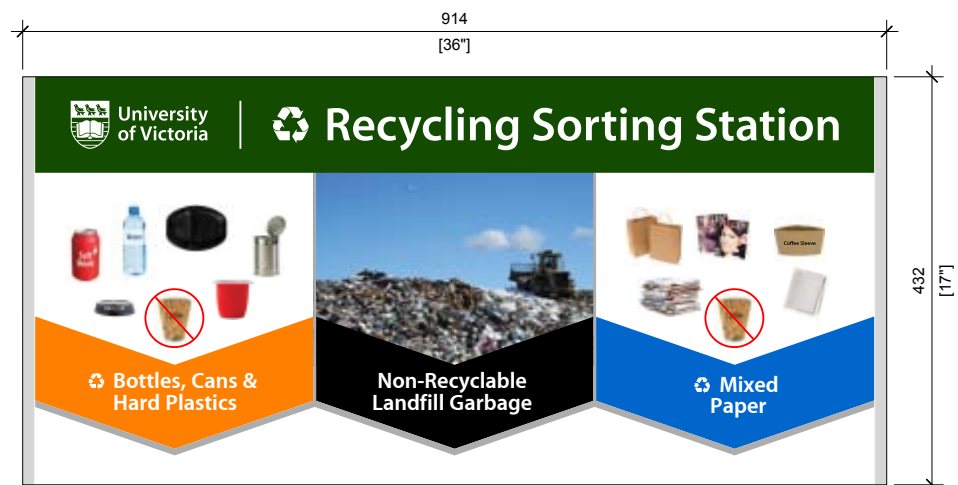 914
[36"]
University
of Victoria
Recycling Sorting Station
Coffee Sleeve
432
[17"]
Bottles, Cans &
Hard Plastics
Non-Recyclable
Landfill Garbage
Mixed
Paper